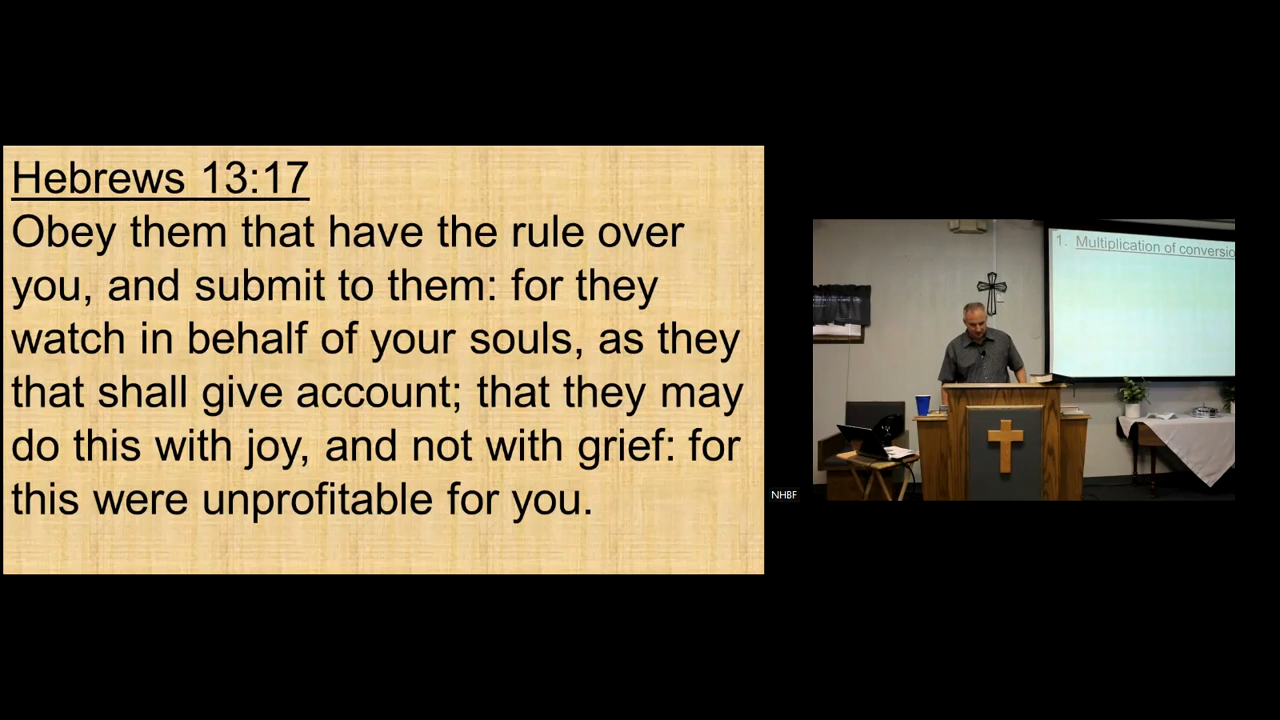 Hebrews 13:17
Obey them that have the rule over
you, and submit to them: for they
watch in behalf of your souls, as they
that shall give account; that they may
do this with joy, and not with grief: for
this were unprofitable for you.
NHBF
1. Multiplication of conversio